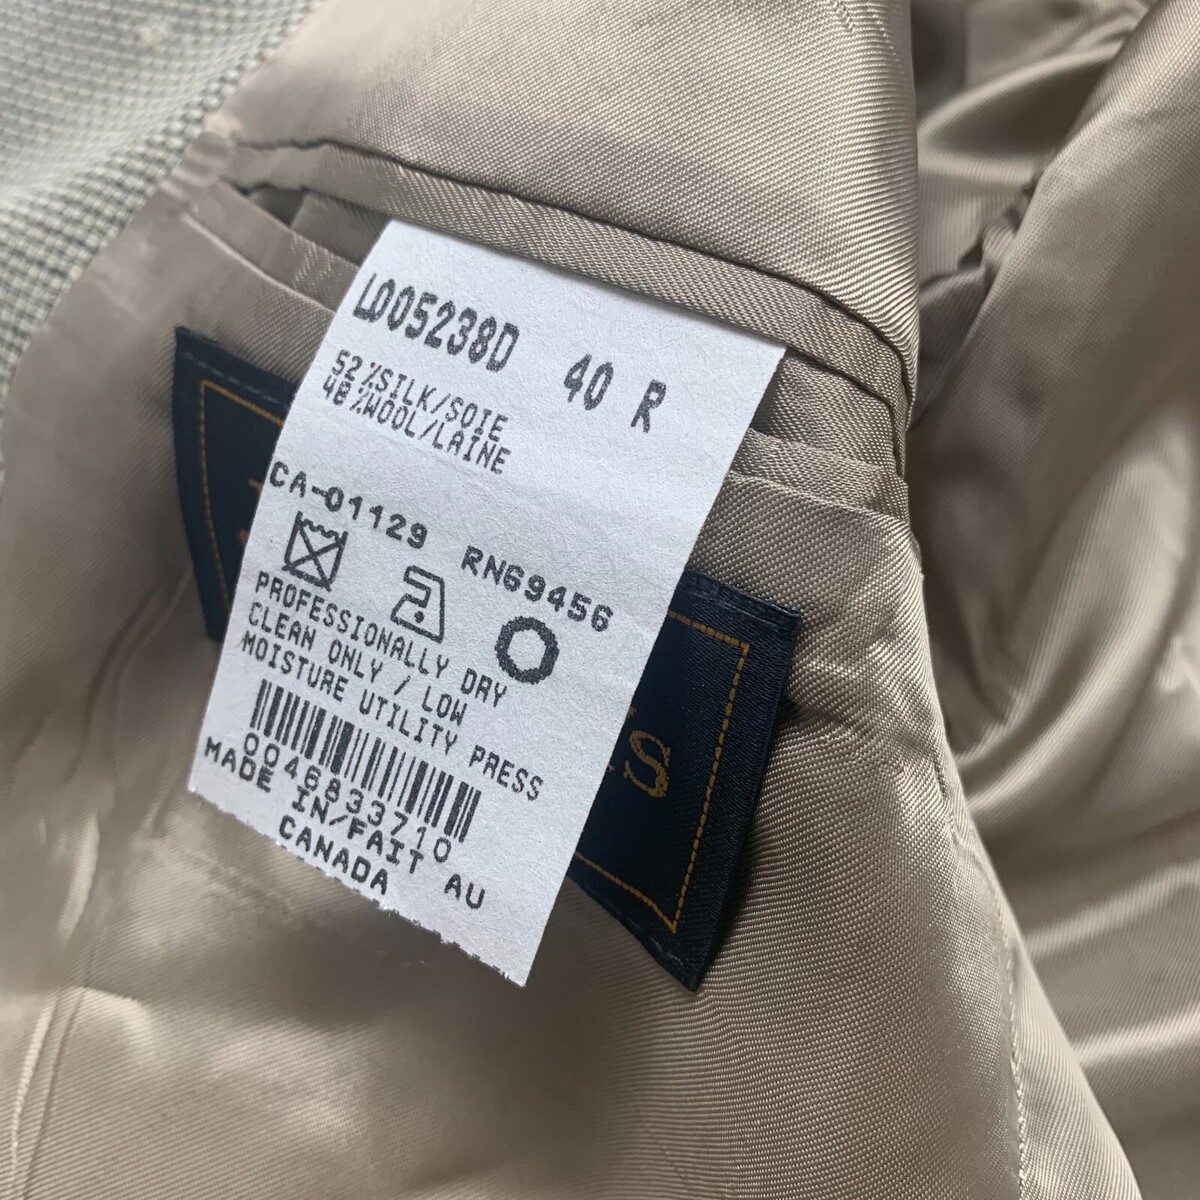 LD05238D 40 R
52%SILK/SOIE
48%WOOL/LAINE
CA-01129 RN69456
PROFESSIONALLY DRY
CLEAN ONLY / LOW
MOISTURE UTILITY PRESS
0046833710
MADE IN/FAIT AU
CANADA